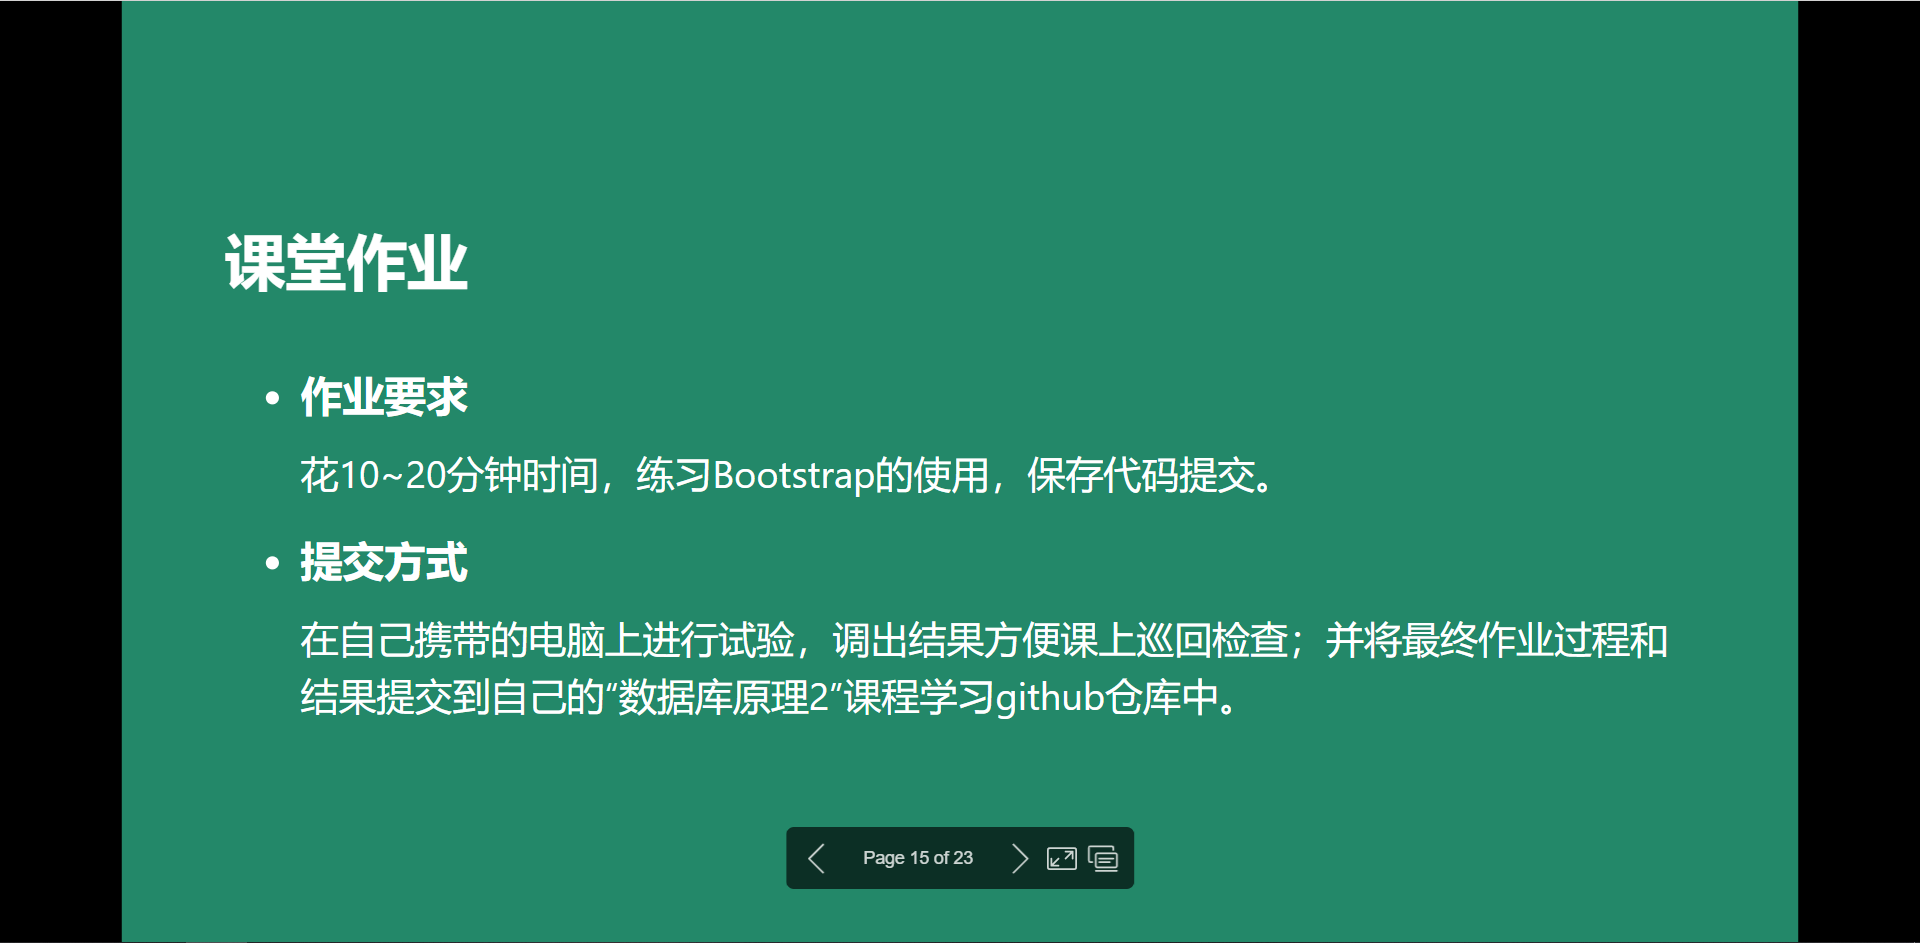 课堂作业
• 作业要求
花10~20分钟时间，练习Bootstrap的使用，保存代码提交。
• 提交方式
在自己携带的电脑上进行试验，调出结果方便课上巡回检查；并将最终作业过程和
结果提交到自己的“数据库原理2”课程学习github仓库中。
Page 15 of 23